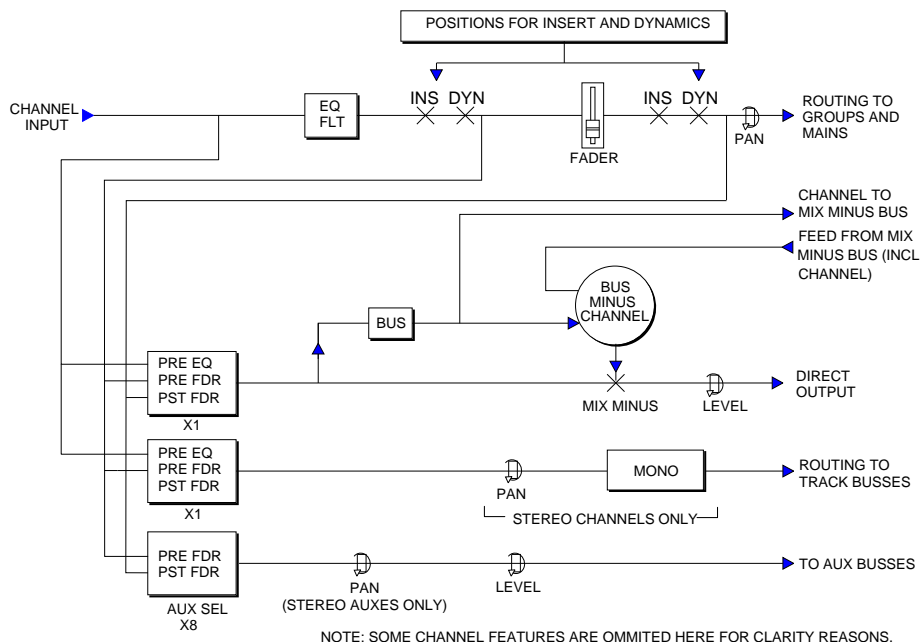 POSITIONS FOR INSERT AND DYNAMICS
CHANNEL
INPUT
EQ
FLT
INS DYN
FADER
INS DYN
PAN
ROUTING TO
GROUPS AND
MAINS
CHANNEL TO
MIX MINUS BUS
FEED FROM MIX
MINUS BUS (INCL
CHANNEL)
BUS
MINUS
CHANNEL
BUS
PRE EQ
PRE FDR
PST FDR
X1
MIX MINUS
LEVEL
DIRECT
OUTPUT
PRE EQ
PRE FDR
PST FDR
X1
PAN
MONO
STEREO CHANNELS ONLY
ROUTING TO
TRACK BUSSES
PRE FDR
PST FDR
AUX SEL
X8
PAN
(STEREO AUXES ONLY)
LEVEL
TO AUX BUSSES
NOTE: SOME CHANNEL FEATURES ARE OMMITED HERE FOR CLARITY REASONS.